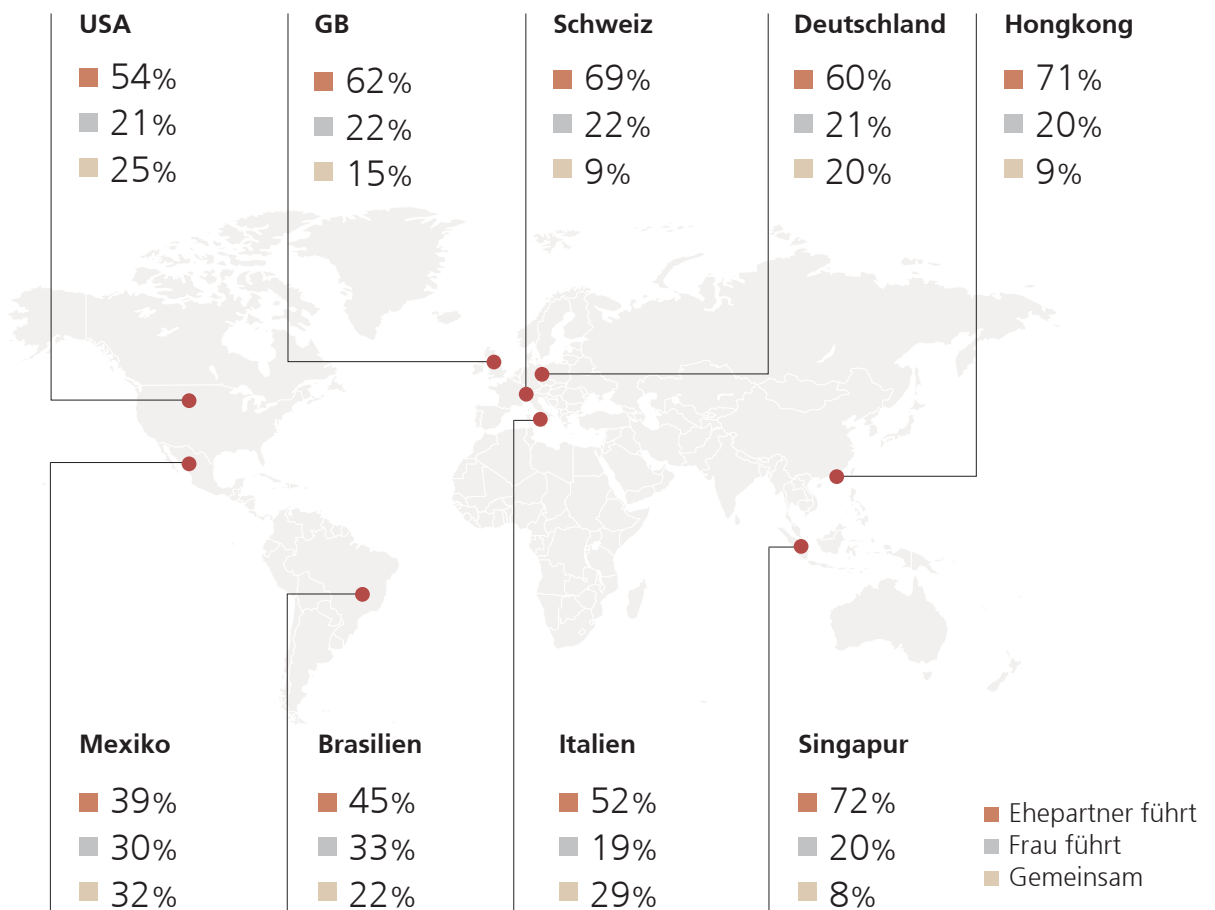 USA
54%
21%
25%
GB
62%
22%
15%
Schweiz
69%
22%
9%
Deutschland
60%
21%
20%
Hongkong
71%
20%
9%
Mexiko
39%
30%
32%
Brasilien
45%
33%
22%
Italien
52%
19%
29%
Singapur
72%
20%
8%
Ehepartner führt
Frau führt
Gemeinsam